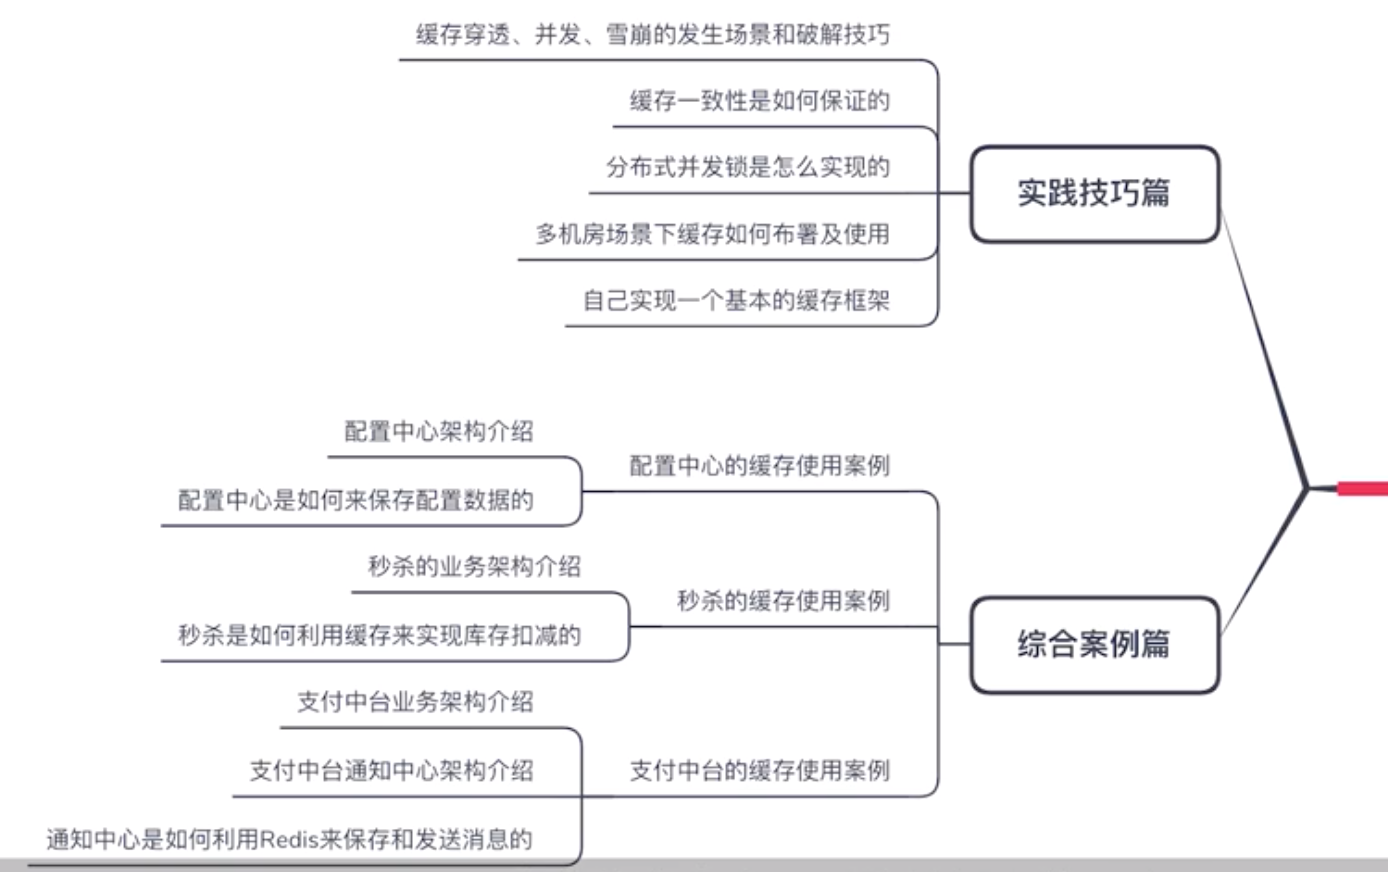 缓存穿透、并发、雪崩的发生场景和破解技巧
缓存一致性是如何保证的
分布式并发锁是怎么实现的
多机房场景下缓存如何布署及使用
自己实现一个基本的缓存框架
实践技巧篇
配置中心架构介绍
配置中心是如何来保存配置数据的
配置中心的缓存使用案例
秒杀的业务架构介绍
秒杀是如何利用缓存来实现库存扣减的
秒杀的缓存使用案例
支付中台业务架构介绍
支付中台通知中心架构介绍
通知中心是如何利用Redis来保存和发送消息的
支付中台的缓存使用案例
综合案例篇